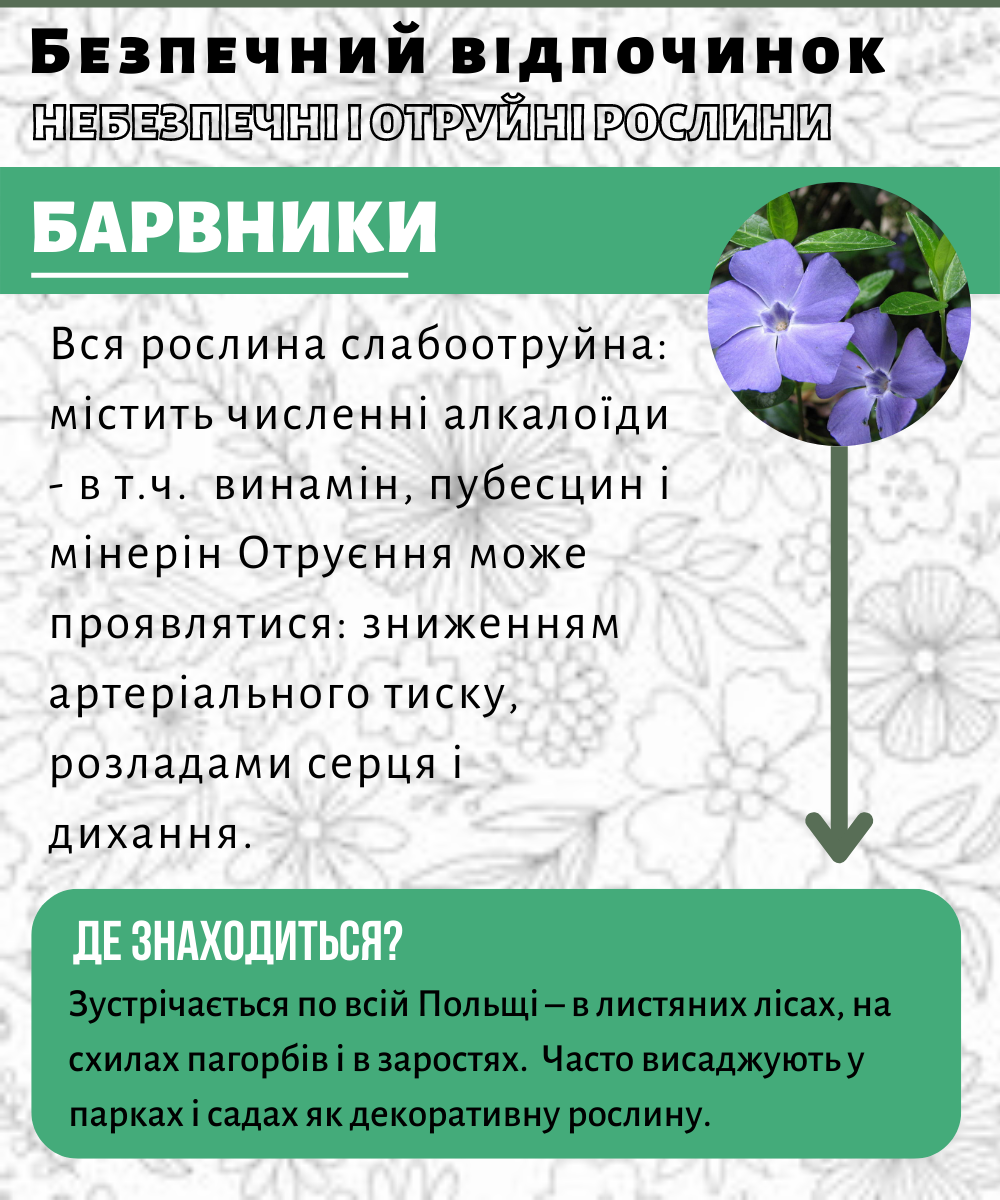 Безпечний відпочинок
НЕБЕЗПЕЧНІ І ОТРУЙНІ РОСЛИНИ
БАРВНИКИ
Вся рослина слабоотруйна:
містить численні алкалоїди
- в т.ч.  винамін, пубесцин і
мінерін Отруєння може
проявлятися: зниженням
артеріального тиску,
розладами серця і
дихання.
ДЕ ЗНАХОДИТЬСЯ?
Зустрічається по всій Польщі – в листяних лісах, на
схилах пагорбів і в заростях.  Часто висаджують у
парках і садах як декоративну рослину.